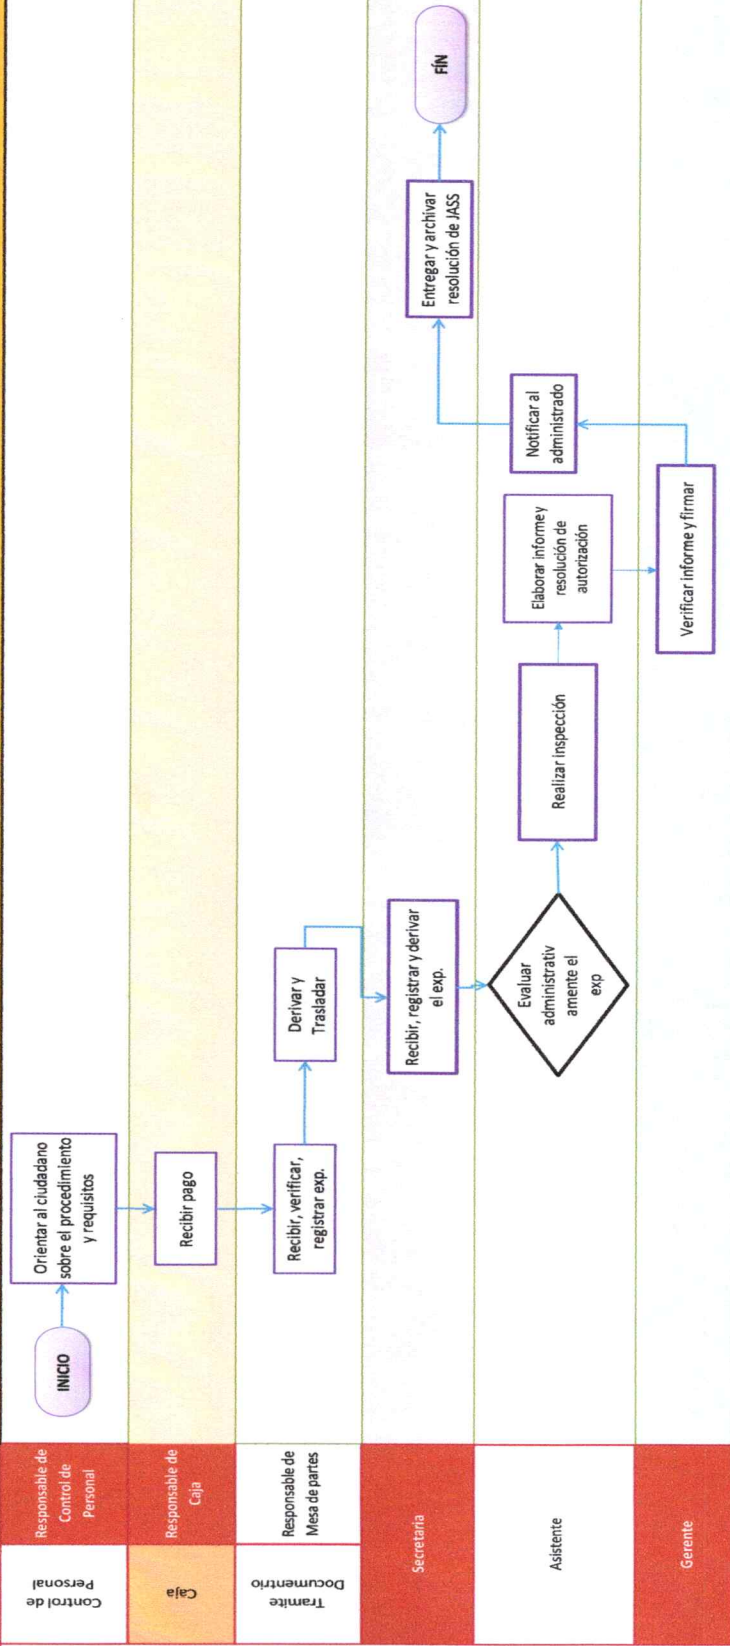 Control de
Personal
Responsable de
Control de
Personal
INICIO
Orientar al ciudadano
sobre el procedimiento
y requisitos
Caja
Responsable de
Caja
Recibir pago
Tramite
Documentrio
Responsable de
Mesa de partes
Recibir, verificar,
registrar exp.
Derivar y
Trasladar
Secretaria
Recibir, registrar y derivar
el exp.
Entregar y archivar
resolución de JASS
FÍN
Asistente
Evaluar
administrativ
amente el
exp
Realizar inspección
Elaborar informe y
resolución de
autorización
Notificar al
administrado
Gerente
Verificar informe y firmar